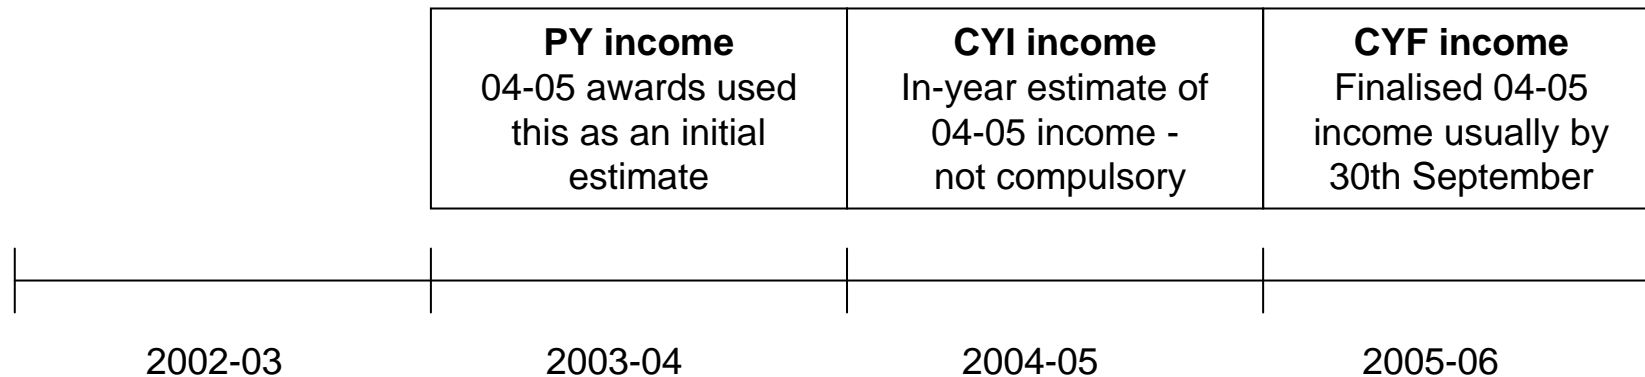 PY income
04-05 awards used
this as an initial
estimate
CYI income
In-year estimate of
04-05 income -
not compulsory
CYF income
Finalised 04-05
income usually by
30th September
2002-03
2003-04
2004-05
2005-06